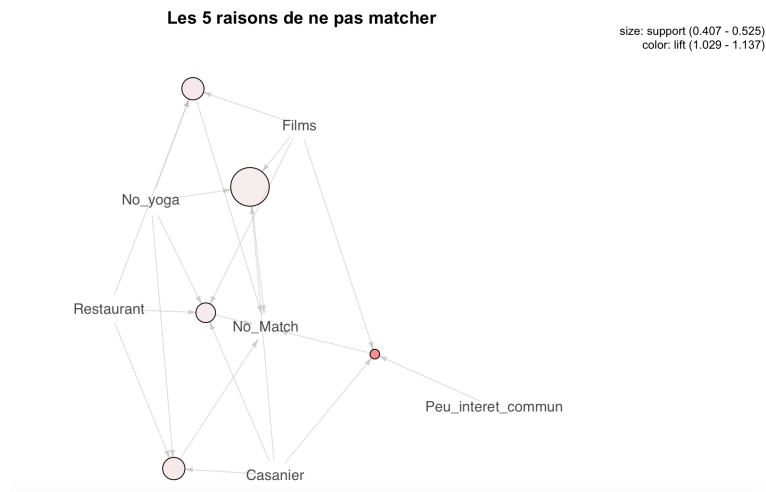 Les 5 raisons de ne pas matcher
size: support (0.407 - 0.525)
color: lift (1.029 - 1.137)
Films
No_yoga
Restaurant
No_Match
Peu_interet_commun
Casanier